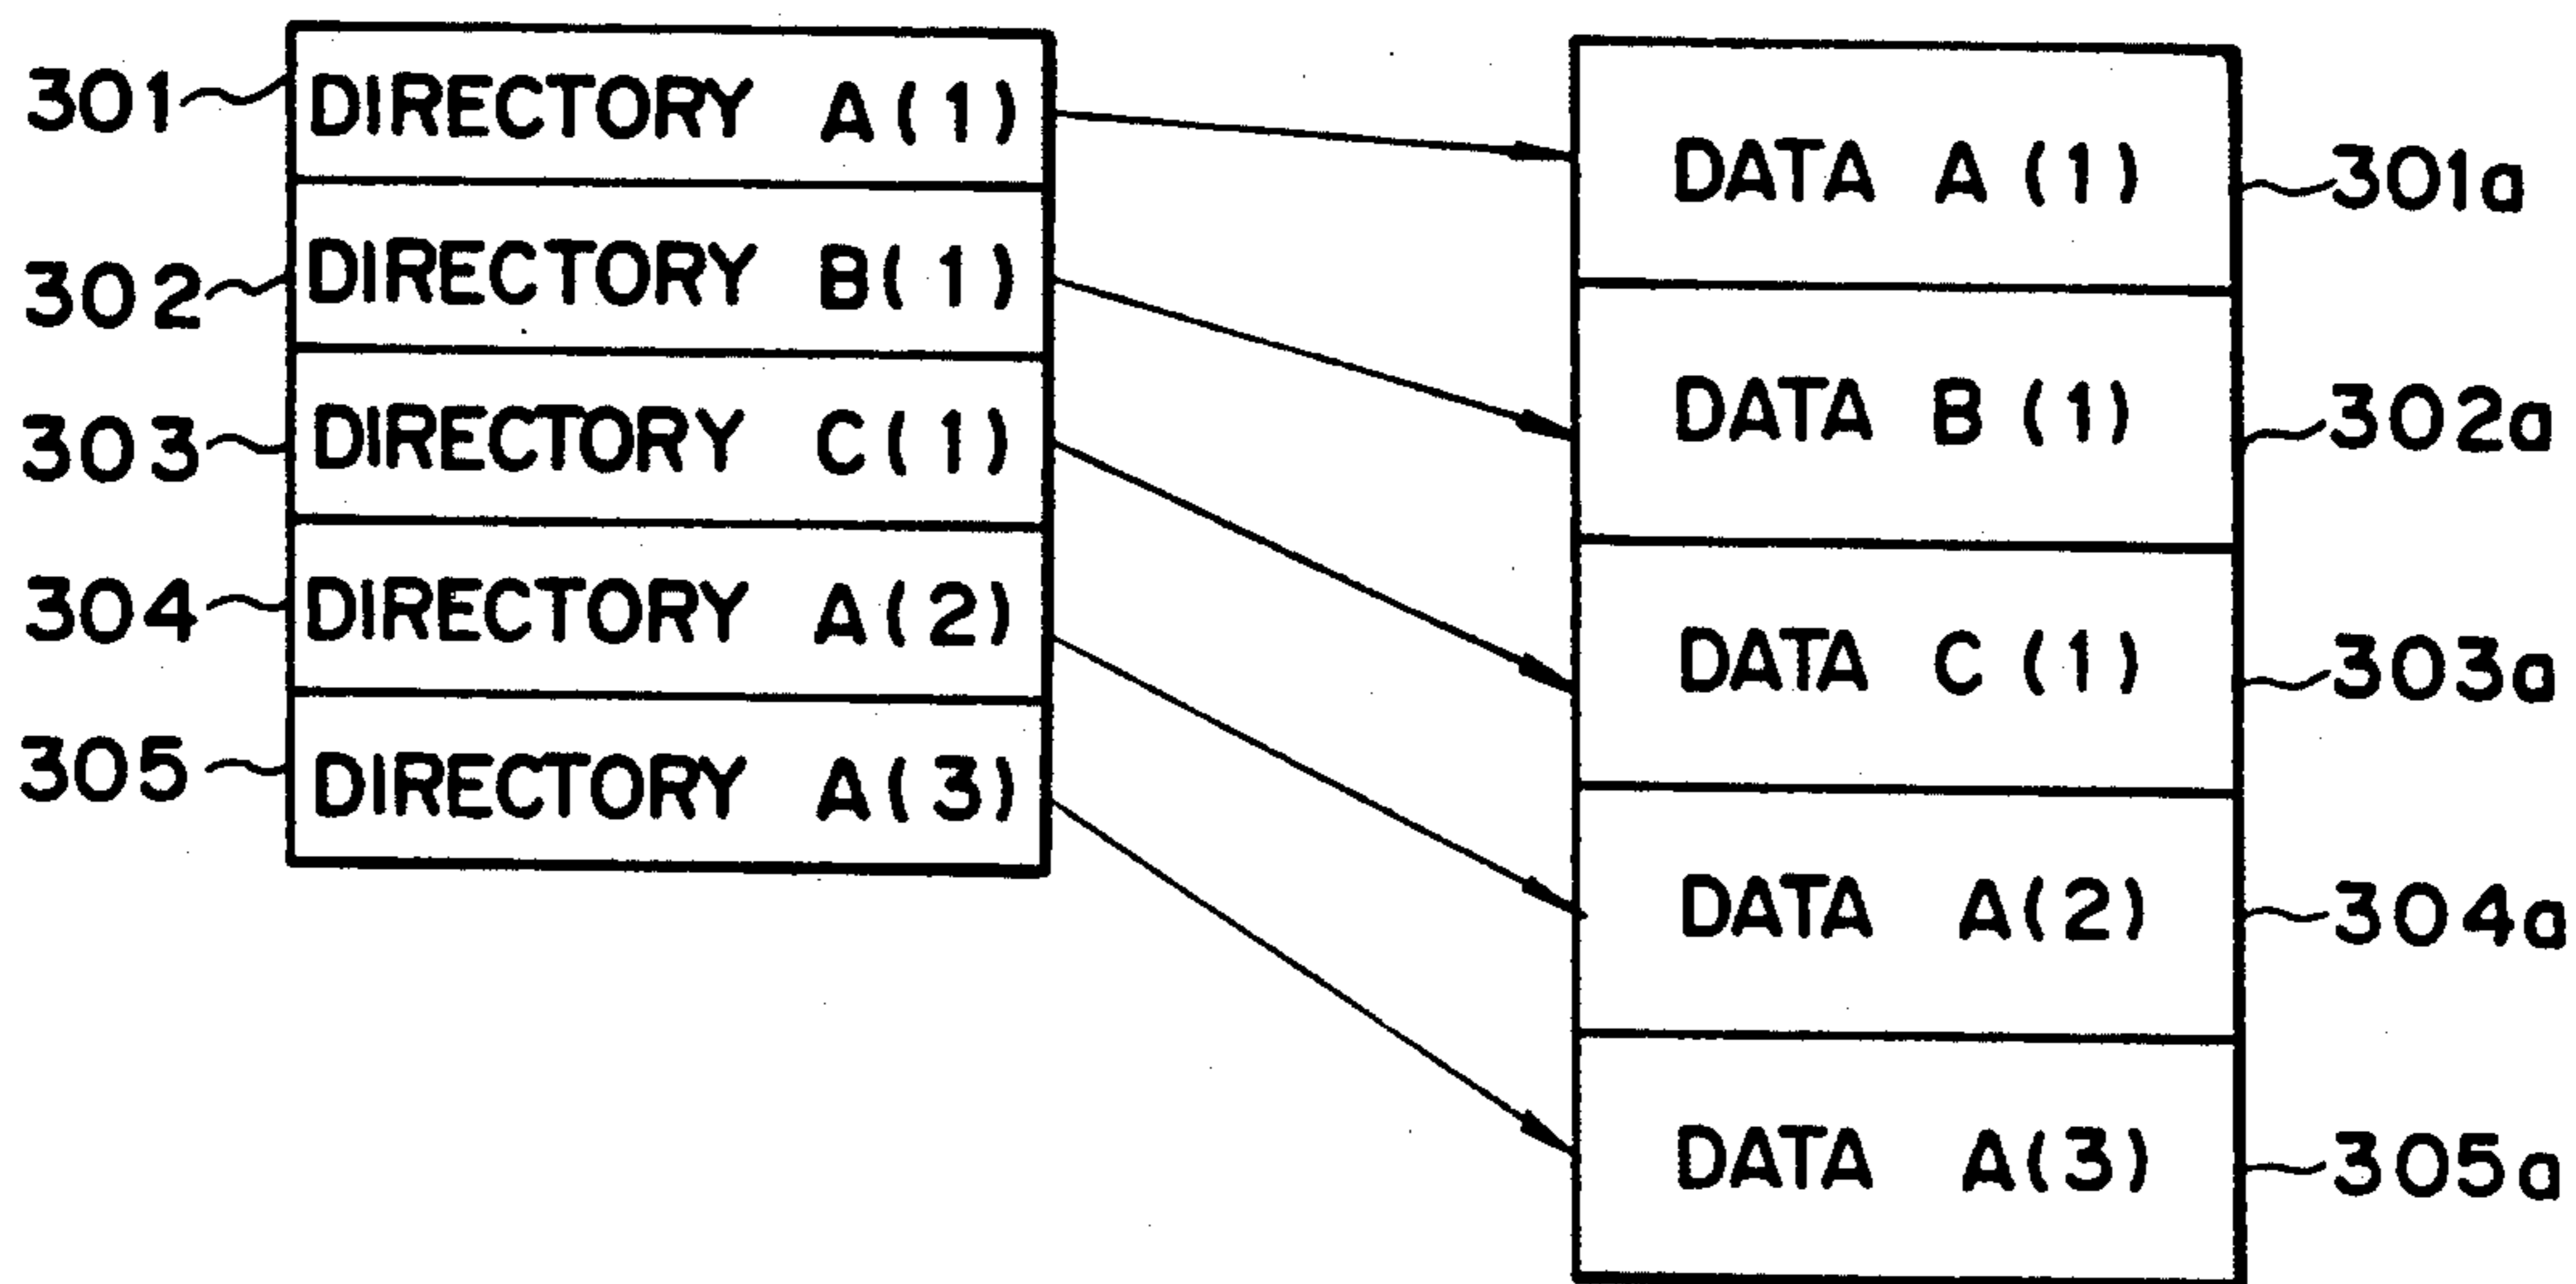 301 DIRECTORY A(1)
302 DIRECTORY B(1)
303 DIRECTORY C(1)
304 DIRECTORY A(2)
305 DIRECTORY A(3)
DATA A(1) 301a
DATA B(1) 302a
DATA C(1) 303a
DATA A(2) 304a
DATA A(3) 305a